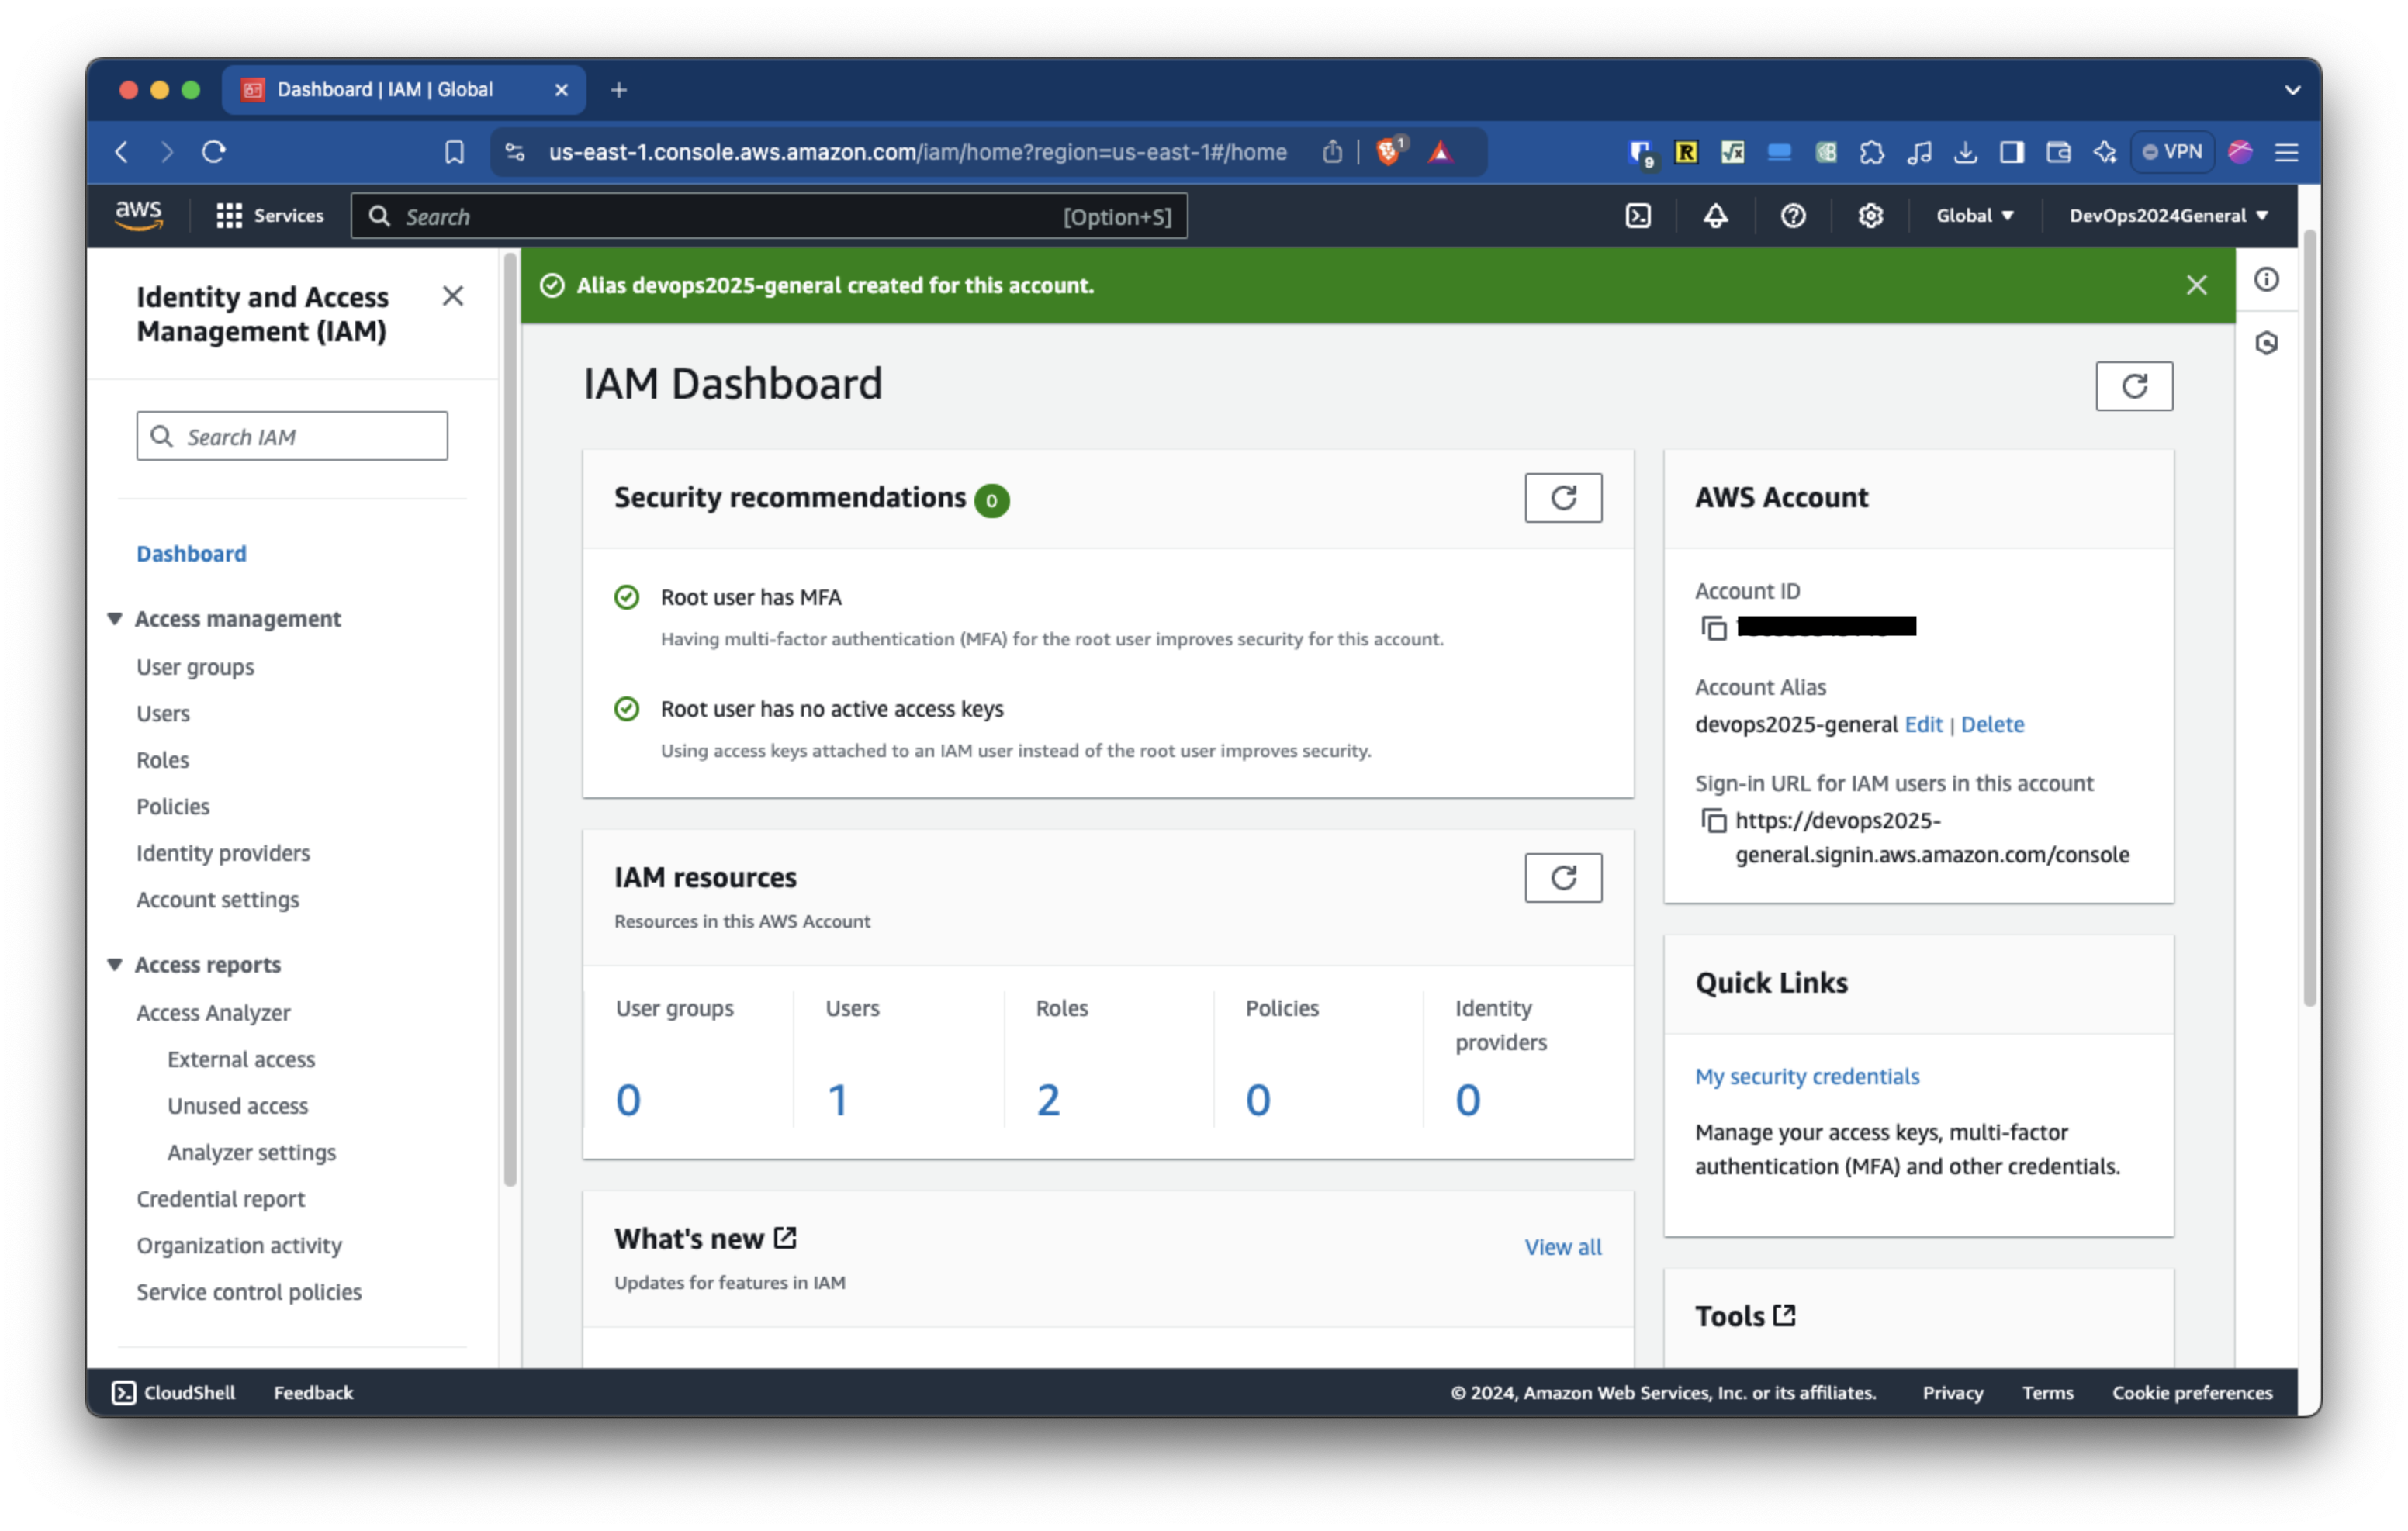 Dashboard | IAM | Global
us-east-1.console.aws.amazon.com/iam/home?region=us-east-1#/home
1
9
R
√x
B
VPN
aws
Services
Search
[Option+S]
Global
DevOps2024General
Identity and Access
Management (IAM)
Search IAM
Dashboard
Access management
User groups
Users
Roles
Policies
Identity providers
Account settings
Access reports
Access Analyzer
External access
Unused access
Analyzer settings
Credential report
Organization activity
Service control policies
Alias devops2025-general created for this account.
IAM Dashboard
Security recommendations 0
Root user has MFA
Having multi-factor authentication (MFA) for the root user improves security for this account.
Root user has no active access keys
Using access keys attached to an IAM user instead of the root user improves security.
IAM resources
Resources in this AWS Account
User groups
0
Users
1
Roles
2
Policies
0
Identity
providers
0
What's new
View all
Updates for features in IAM
AWS Account
Account ID
Account Alias
devops2025-general Edit | Delete
Sign-in URL for IAM users in this account
https://devops2025-
general.signin.aws.amazon.com/console
Quick Links
My security credentials
Manage your access keys, multi-factor
authentication (MFA) and other credentials.
Tools
CloudShell
Feedback
© 2024, Amazon Web Services, Inc. or its affiliates.
Privacy
Terms
Cookie preferences